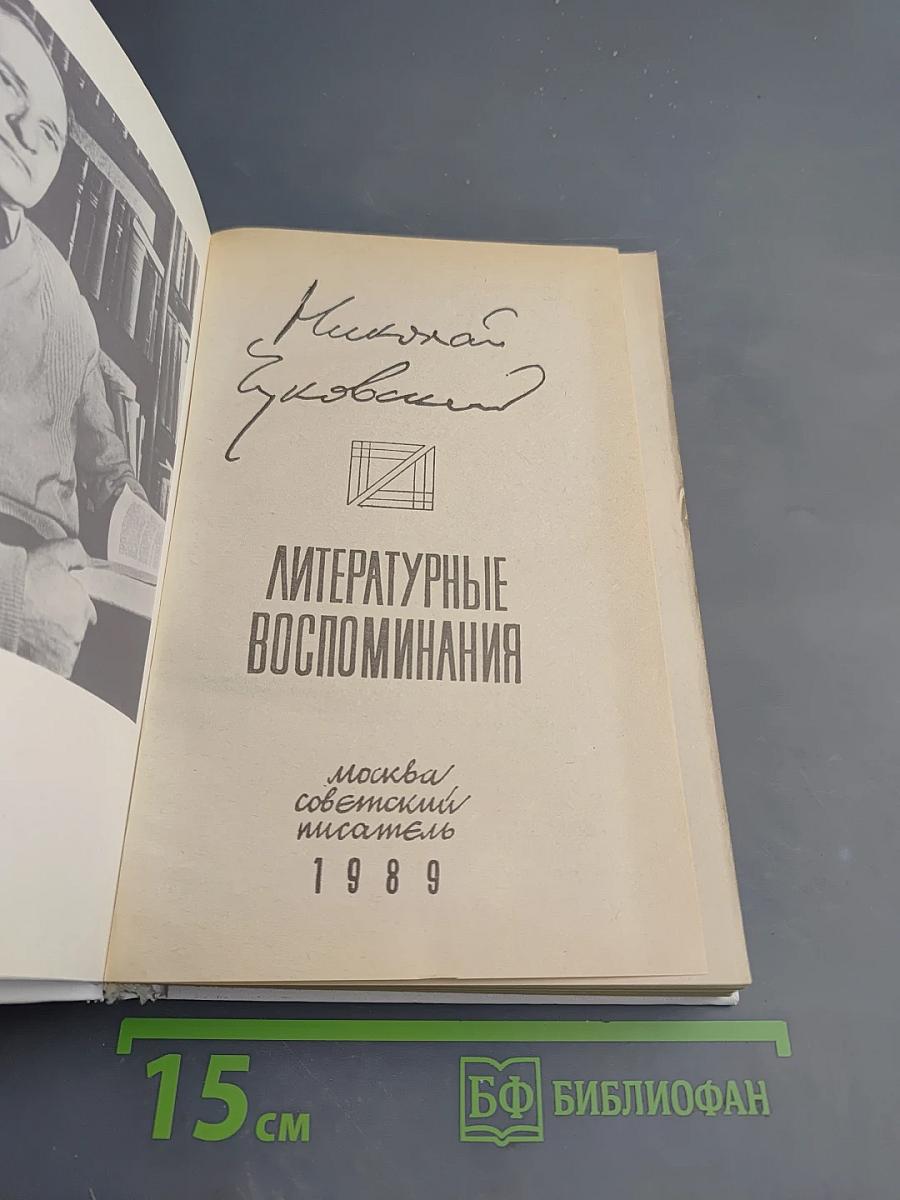 Николай
Чуковский
ЛИТЕРАТУРНЫЕ
ВОСПОМИНАНИЯ
москва
советский
писатель
1989
15 см
БФ БИБЛИОФАН